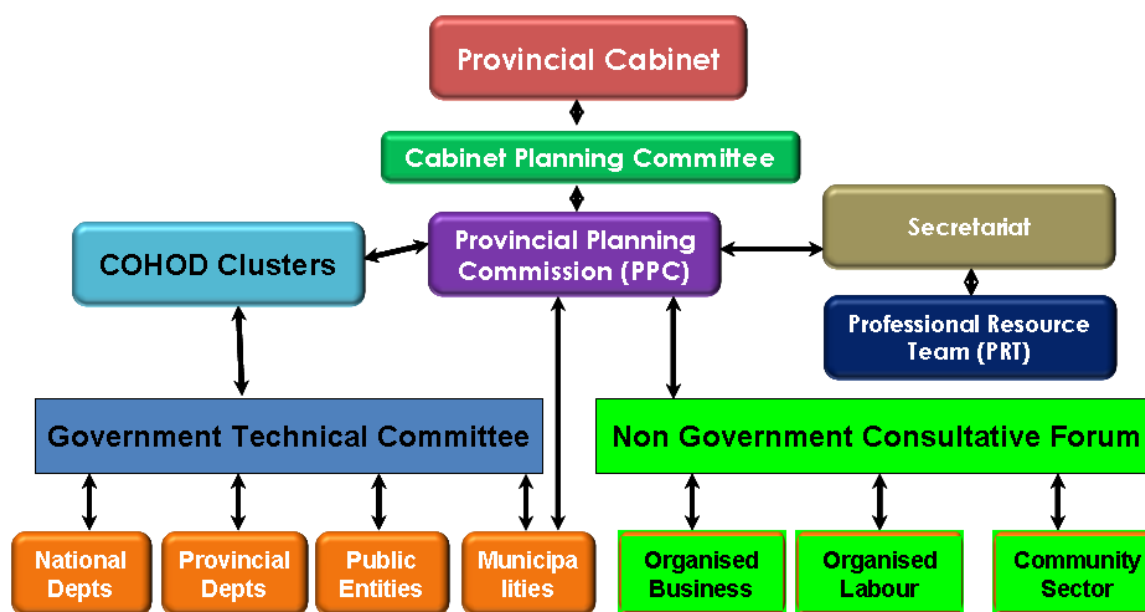 Provincial Cabinet
Cabinet Planning Committee
COHOD Clusters
Provincial Planning
Commission (PPC)
Secretariat
Professional Resource
Team (PRT)
Government Technical Committee
Non Government Consultative Forum
National
Depts
Provincial
Depts
Public
Entities
Municipa
lities
Organised
Business
Organised
Labour
Community
Sector